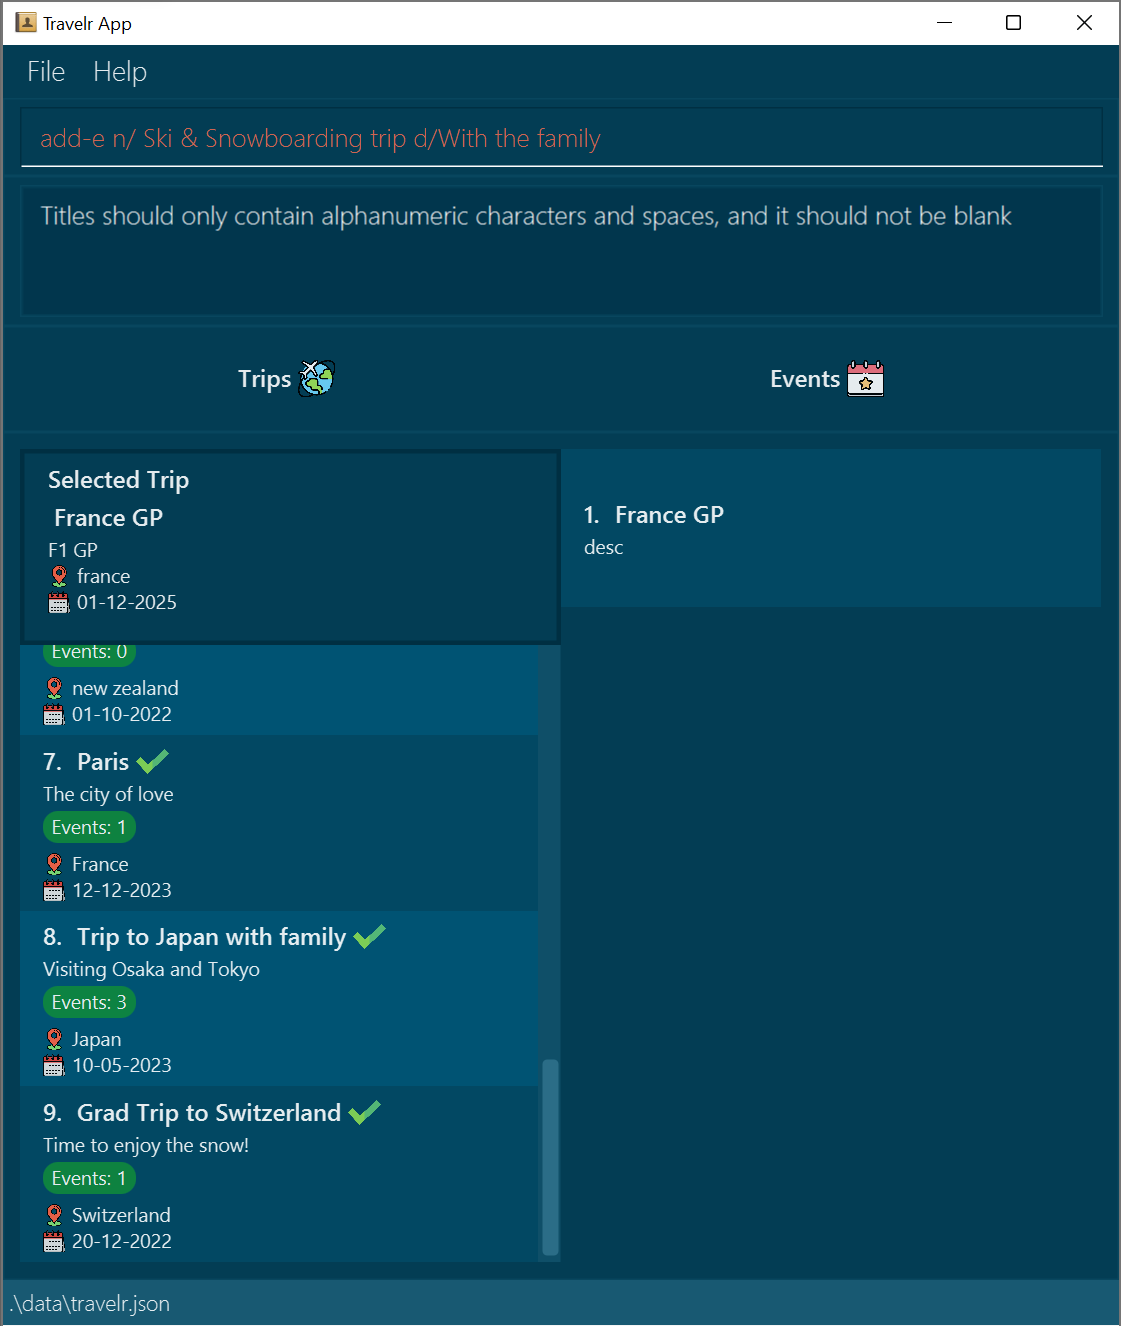 Travelr App
File Help
add-e n/ Ski & Snowboarding trip d/With the family
Titles should only contain alphanumeric characters and spaces, and it should not be blank
Trips
Events
Selected Trip
France GP
F1 GP
france
01-12-2025
Events: 0
new zealand
01-10-2022
7. Paris
The city of love
Events: 1
France
12-12-2023
8. Trip to Japan with family
Visiting Osaka and Tokyo
Events: 3
Japan
10-05-2023
9. Grad Trip to Switzerland
Time to enjoy the snow!
Events: 1
Switzerland
20-12-2022
1. France GP
desc
.\data\travelr.json